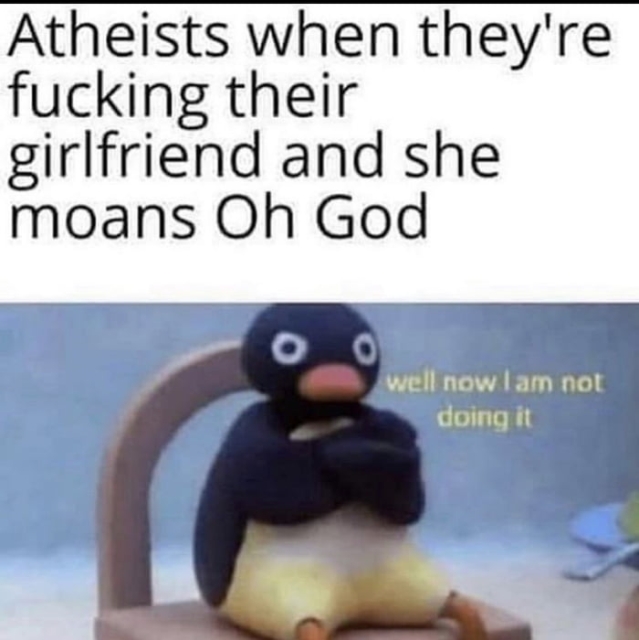 Atheists when they're
fucking their
girlfriend and she
moans Oh God
well now I am not
doing it